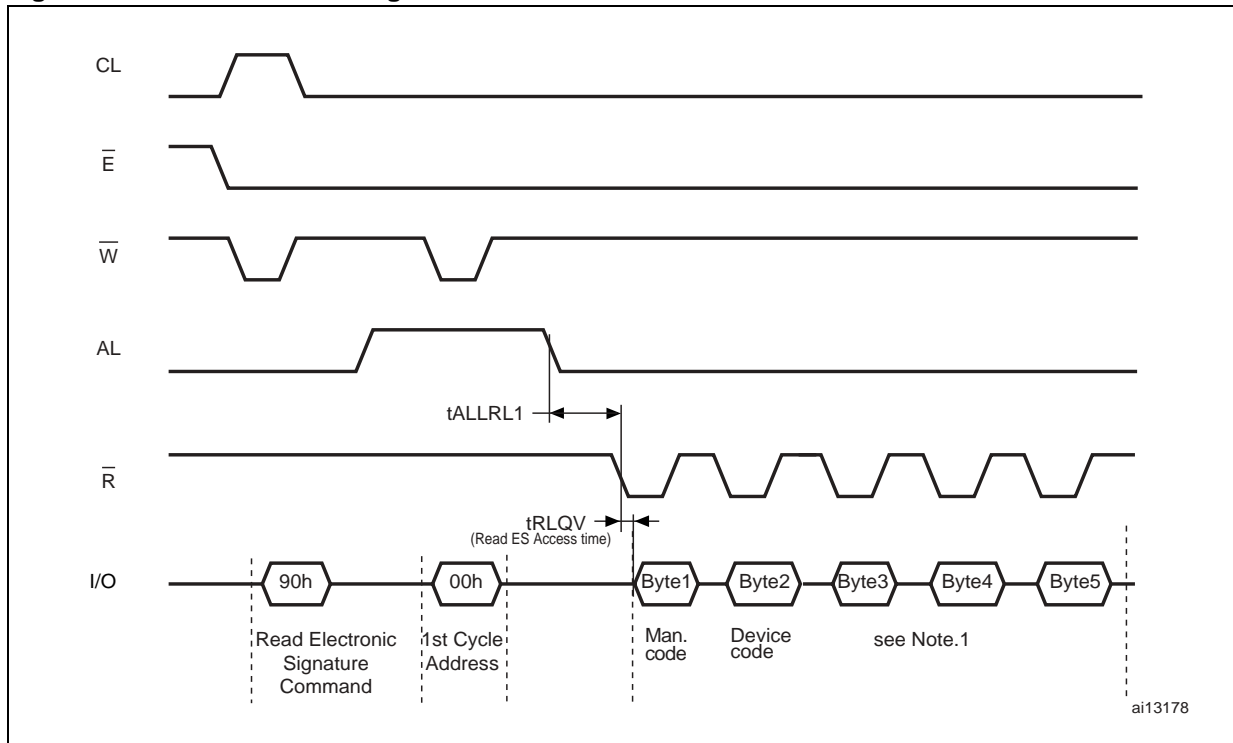 CL
E
W
AL
tALLRL1
R
tRLQV
(Read ES Access time)
I/O
90h
00h
Byte1
Byte2
Byte3
Byte4
Byte5
Read Electronic
Signature
Command
1st Cycle
Address
Man.
code
Device
code
see Note.1
ai13178